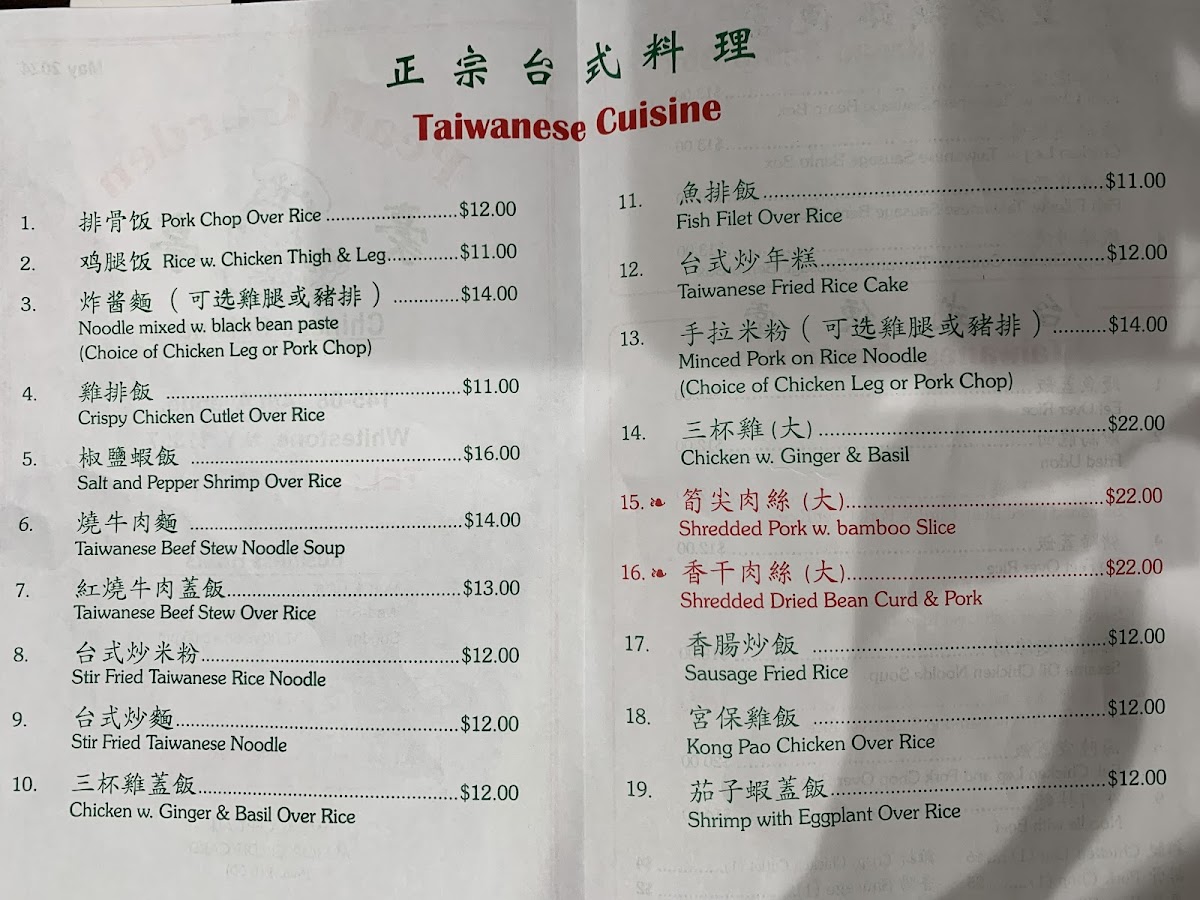 正宗台式料理
Taiwanese Cuisine
1. 排骨饭 Pork Chop Over Rice ........................$12.00
2. 鸡腿饭 Rice w. Chicken Thigh & Leg.............$11.00
3. 炸酱麵 ( 可选雞腿或豬排 ) ............$14.00
Noodle mixed w. black bean paste
(Choice of Chicken Leg or Pork Chop)
4. 雞排飯 ......................................................$11.00
Crispy Chicken Cutlet Over Rice
5. 椒鹽蝦飯 ..................................................$16.00
Salt and Pepper Shrimp Over Rice
6. 燒牛肉麵 ..................................................$14.00
Taiwanese Beef Stew Noodle Soup
7. 紅燒牛肉蓋飯...........................................$13.00
Taiwanese Beef Stew Over Rice
8. 台式炒米粉................................................$12.00
Stir Fried Taiwanese Rice Noodle
9. 台式炒麵....................................................$12.00
Stir Fried Taiwanese Noodle
10. 三杯雞蓋飯................................................$12.00
Chicken w. Ginger & Basil Over Rice
11. 魚排飯..............................................................$11.00
Fish Filet Over Rice
12. 台式炒年糕.....................................................$12.00
Taiwanese Fried Rice Cake
13. 手拉米粉 ( 可选雞腿或豬排 ) ..........$14.00
Minced Pork on Rice Noodle
(Choice of Chicken Leg or Pork Chop)
14. 三杯雞 (大) .....................................................$22.00
Chicken w. Ginger & Basil
15. 筍尖肉絲 (大)................................................$22.00
Shredded Pork w. bamboo Slice
16. 香干肉絲 (大)................................................$22.00
Shredded Dried Bean Curd & Pork
17. 香腸炒飯 ........................................................$12.00
Sausage Fried Rice
18. 宮保雞飯 ......................................................$12.00
Kong Pao Chicken Over Rice
19. 茄子蝦蓋飯...................................................$12.00
Shrimp with Eggplant Over Rice